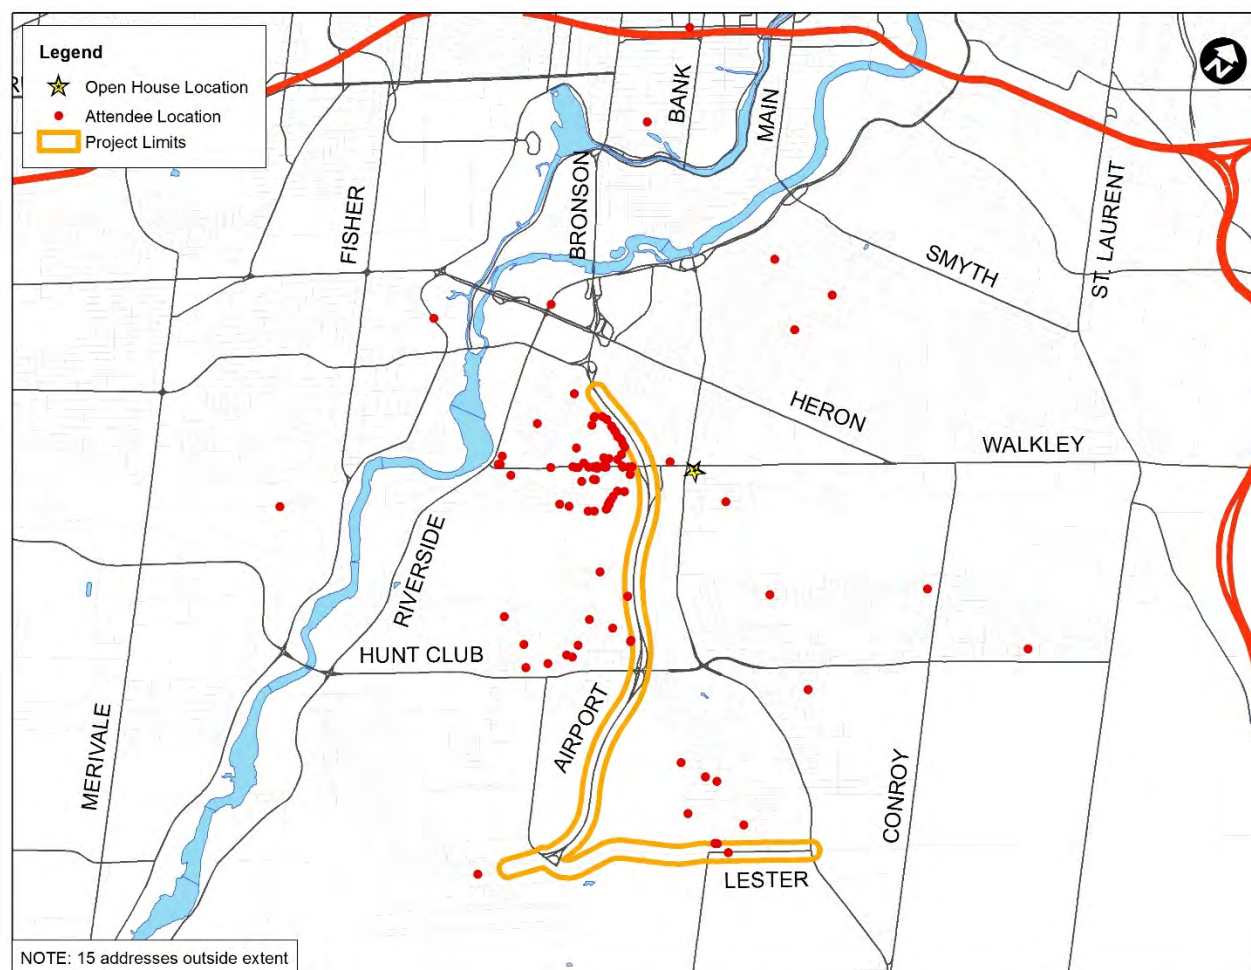 Legend
Open House Location
Attendee Location
Project Limits
N
BANK
MAIN
BRONSON
FISHER
ST. LAURENT
SMYTH
HERON
WALKLEY
RIVERSIDE
HUNT CLUB
AIRPORT
MERIVALE
CONROY
LESTER
NOTE: 15 addresses outside extent